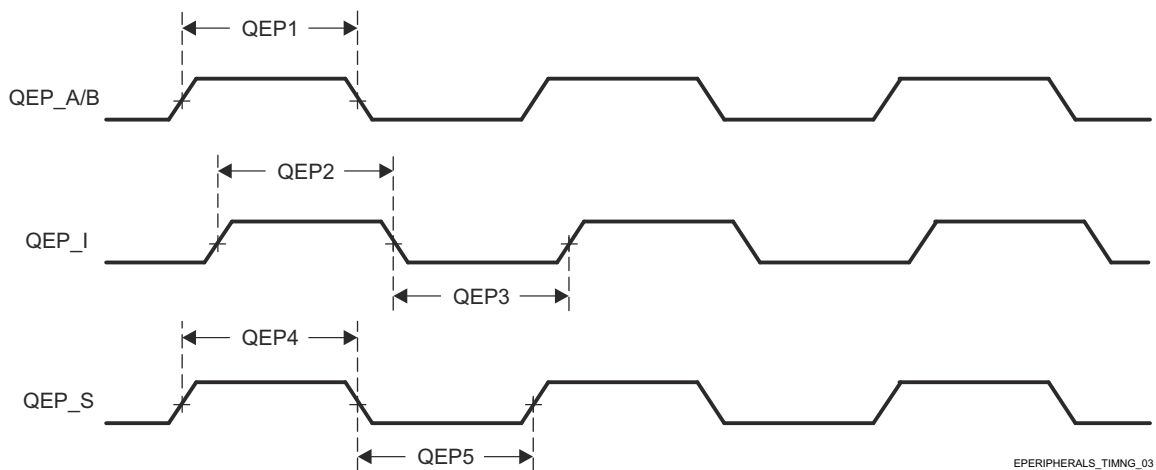 QEP1
QEP_A/B
QEP2
QEP_I
QEP3
QEP4
QEP_S
QEP5
EPERIPHERALS_TIMNG_03